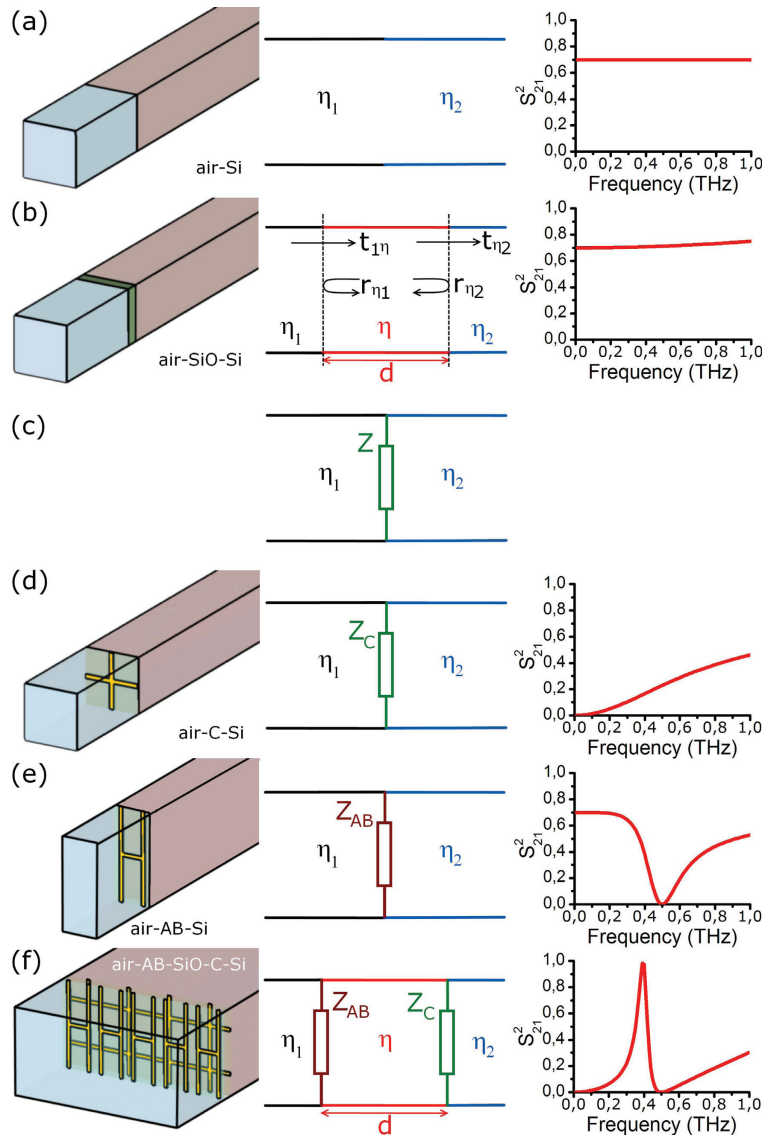 (a)
air-Si
η1 η2
S²21
1,0
0,8
0,6
0,4
0,2
0,0
0,0 0,2 0,4 0,6 0,8 1,0
Frequency (THz)
(b)
air-SiO-Si
t1η tη2
rη1 rη2
η1 η η2
d
S²21
1,0
0,8
0,6
0,4
0,2
0,0
0,0 0,2 0,4 0,6 0,8 1,0
Frequency (THz)
(c)
Z
η1 η2
(d)
air-C-Si
ZC
η1 η2
S²21
1,0
0,8
0,6
0,4
0,2
0,0
0,0 0,2 0,4 0,6 0,8 1,0
Frequency (THz)
(e)
air-AB-Si
ZAB
η1 η2
S²21
1,0
0,8
0,6
0,4
0,2
0,0
0,0 0,2 0,4 0,6 0,8 1,0
Frequency (THz)
(f)
air-AB-SiO-C-Si
ZAB ZC
η1 η η2
d
S²21
1,0
0,8
0,6
0,4
0,2
0,0
0,0 0,2 0,4 0,6 0,8 1,0
Frequency (THz)